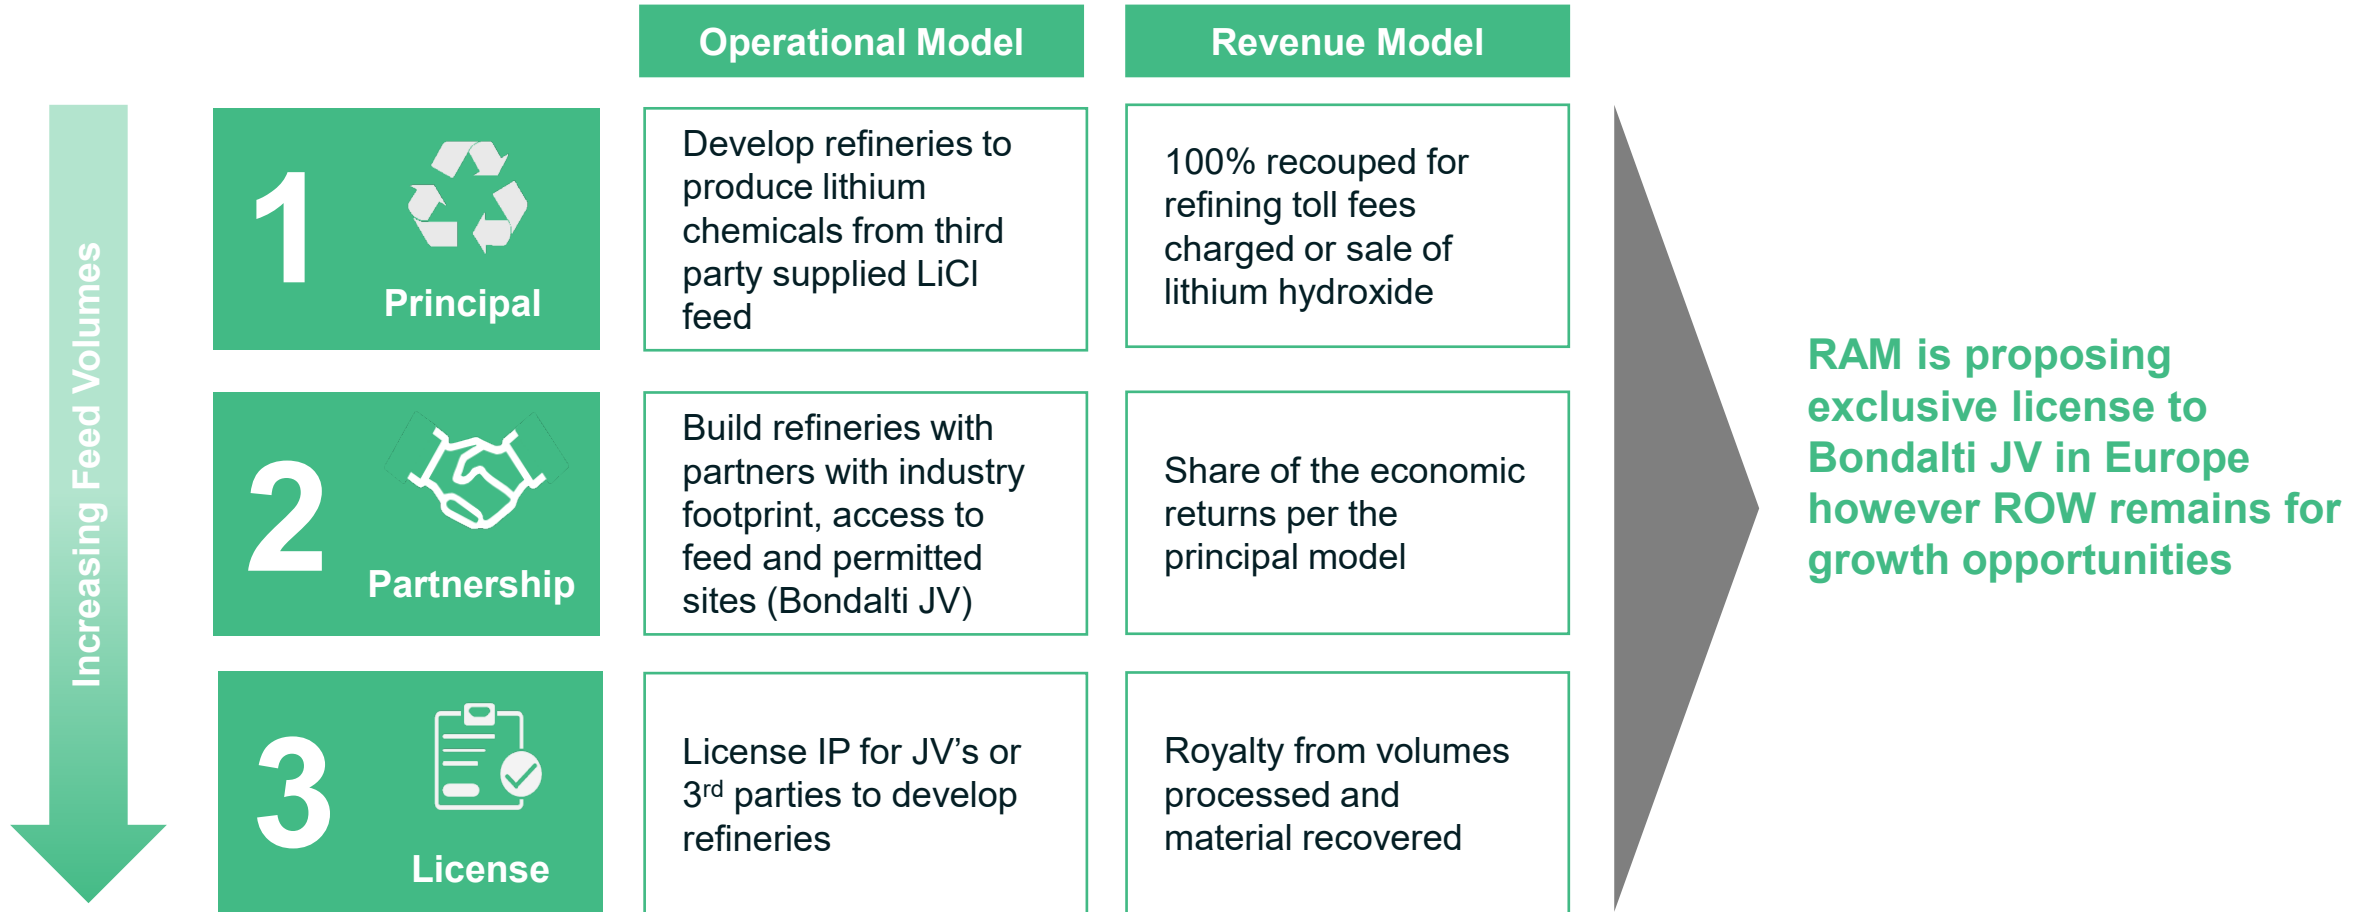 Operational Model
Revenue Model
Increasing Feed Volumes
1
Principal
Develop refineries to
produce lithium
chemicals from third
party supplied LiCl
feed
100% recouped for
refining toll fees
charged or sale of
lithium hydroxide
2
Partnership
Build refineries with
partners with industry
footprint, access to
feed and permitted
sites (Bondalti JV)
Share of the economic
returns per the
principal model
3
License
License IP for JV’s or
3rd parties to develop
refineries
Royalty from volumes
processed and
material recovered
RAM is proposing
exclusive license to
Bondalti JV in Europe
however ROW remains for
growth opportunities